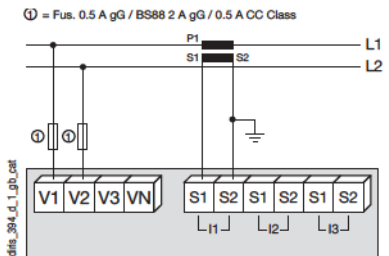 ① = Fus. 0.5 A gG / BS88 2 A gG / 0.5 A CC Class
P1
L1
S1 S2
L2
① ①
V1 V2 V3 VN S1 S2 S1 S2 S1 S2
I1 I2 I3
diris_394_d_1_gb_cat